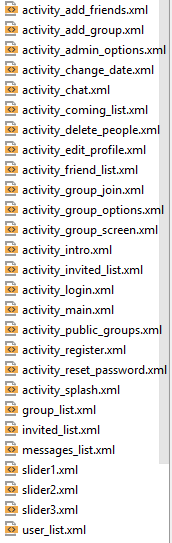 activity_add_friends.xml
activity_add_group.xml
activity_admin_options.xml
activity_change_date.xml
activity_chat.xml
activity_coming_list.xml
activity_delete_people.xml
activity_edit_profile.xml
activity_friend_list.xml
activity_group_join.xml
activity_group_options.xml
activity_group_screen.xml
activity_intro.xml
activity_invited_list.xml
activity_login.xml
activity_main.xml
activity_public_groups.xml
activity_register.xml
activity_reset_password.xml
activity_splash.xml
group_list.xml
invited_list.xml
messages_list.xml
slider1.xml
slider2.xml
slider3.xml
user_list.xml